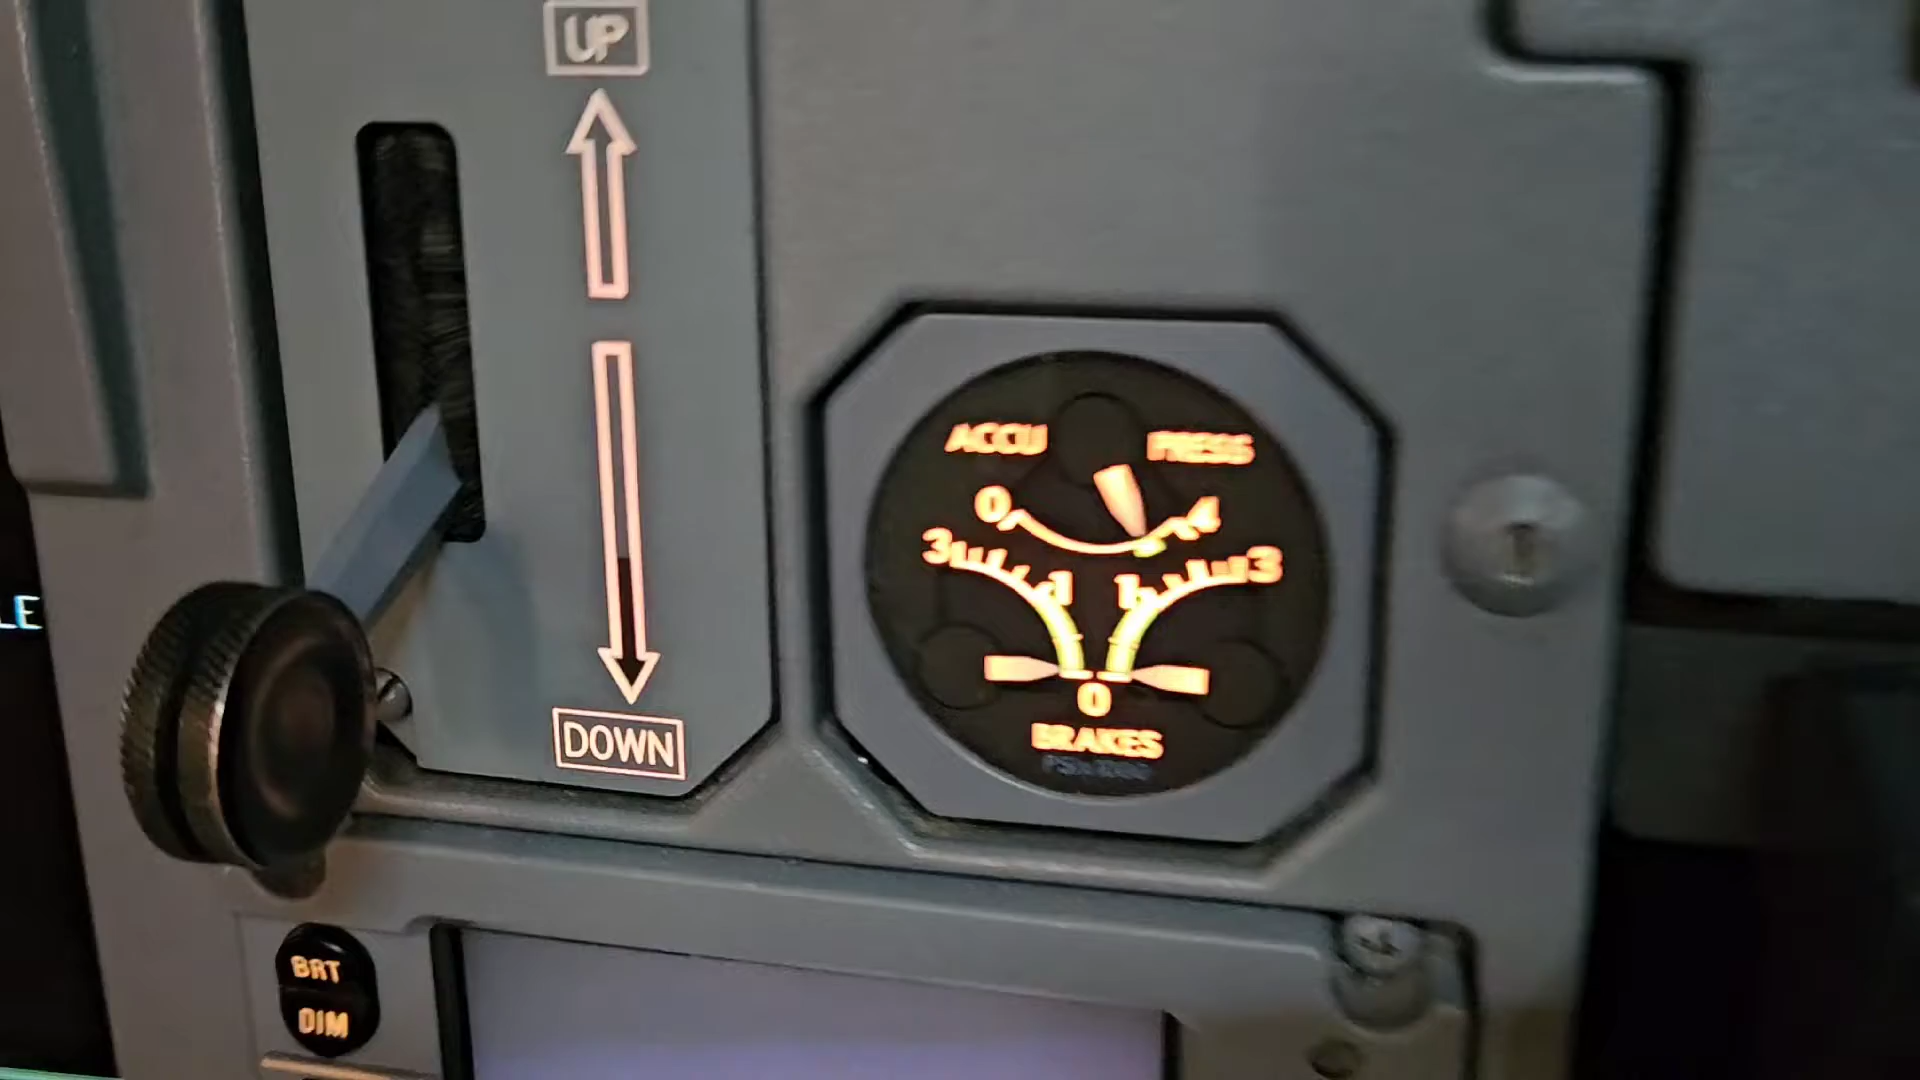 UP
ACCU PRESS
0 4
3 1 1 3
0
BRAKES
DOWN
LE
BRT
DIM